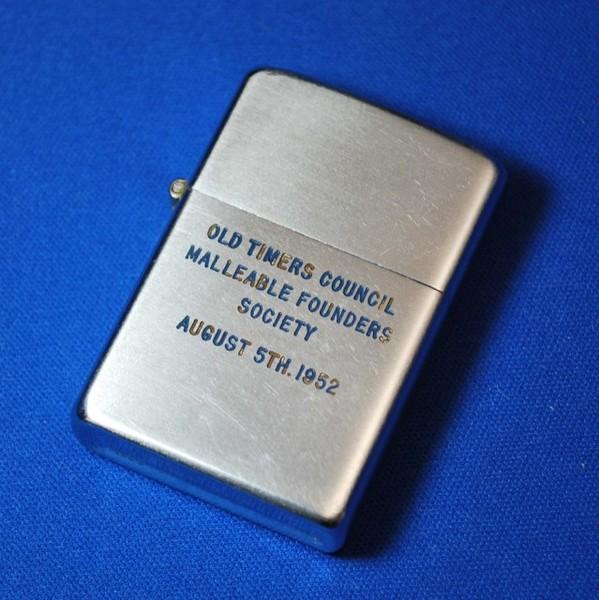 OLD TIMERS COUNCIL
MALLEABLE FOUNDERS
SOCIETY
AUGUST 5TH. 1952